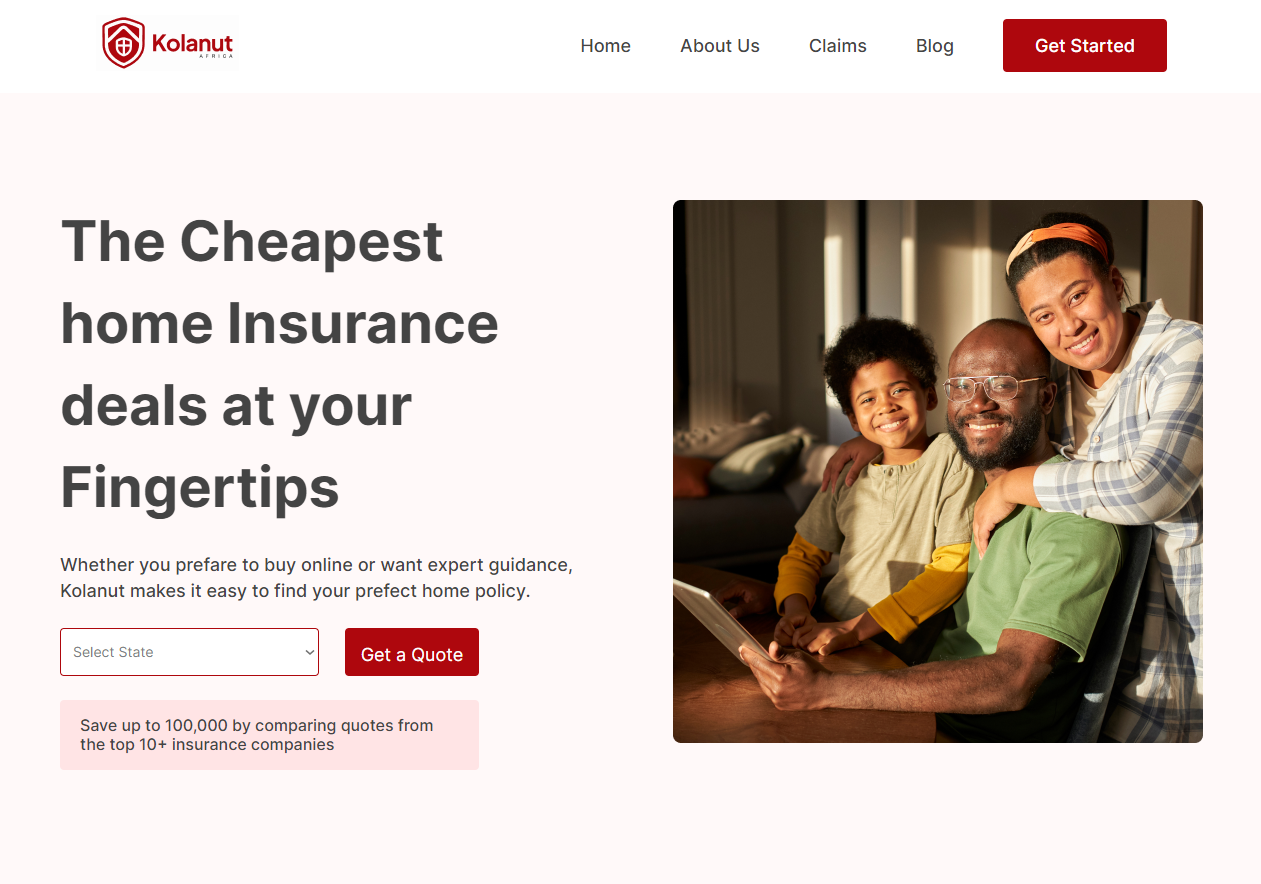 Kolanut
AFRICA
Home
About Us
Claims
Blog
Get Started
The Cheapest
home Insurance
deals at your
Fingertips
Whether you prefare to buy online or want expert guidance,
Kolanut makes it easy to find your prefect home policy.
Select State
Get a Quote
Save up to 100,000 by comparing quotes from
the top 10+ insurance companies